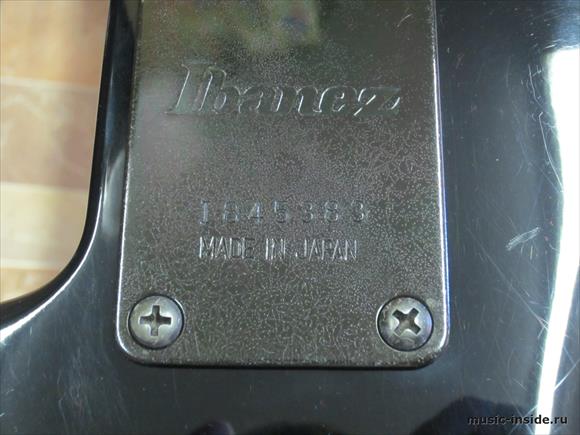 Ibanez
I845383
MADE IN JAPAN
music-inside.ru